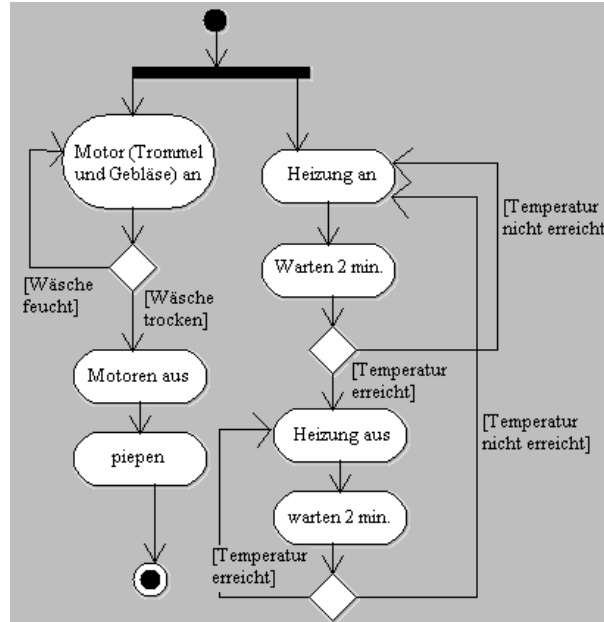 Motor (Trommel
und Gebläse) an
[Wäsche
feucht]
[Wäsche
trocken]
Motoren aus
piepen
Heizung an
[Temperatur
nicht erreicht
Warten 2 min.
[Temperatur
erreicht]
Heizung aus
[Temperatur
nicht erreicht]
warten 2 min.
[Temperatur
erreicht]